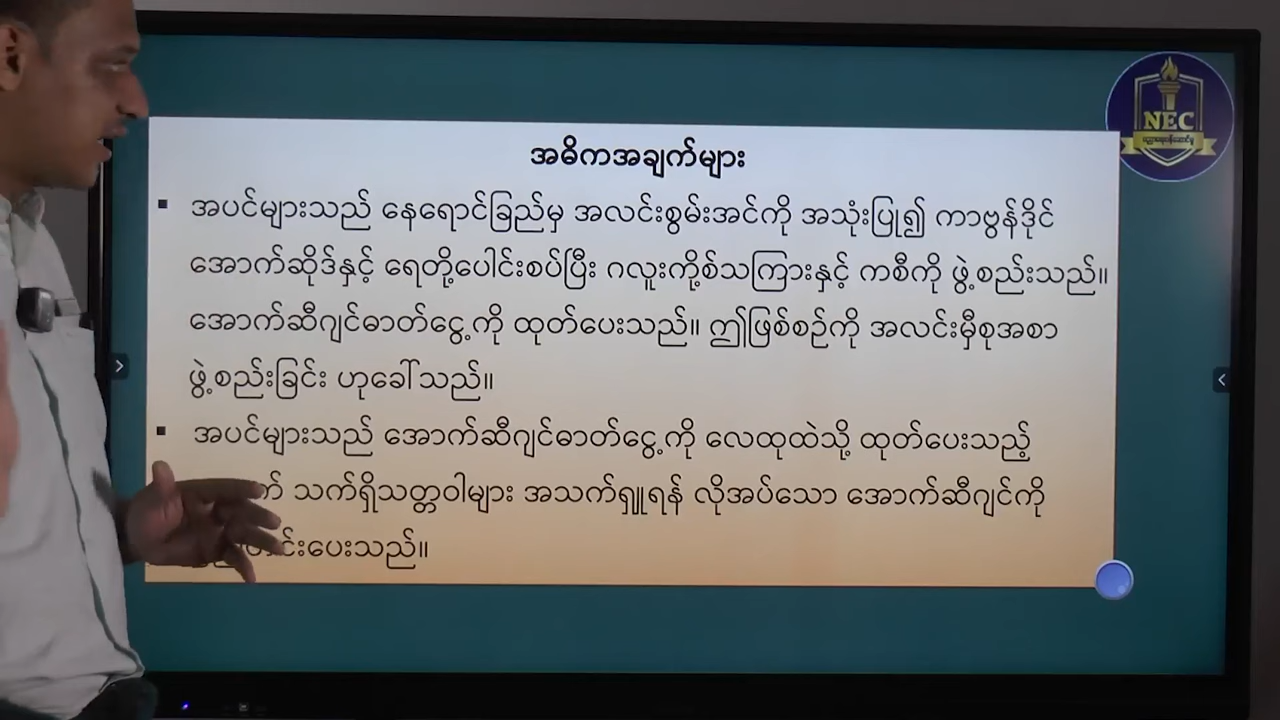 NEC
အဓိကအချက်များ
▪ အပင်များသည် နေရောင်ခြည်မှ အလင်းစွမ်းအင်ကို အသုံးပြု၍ ကာဗွန်ဒိုင်
အောက်ဆိုဒ်နှင့် ရေတို့ပေါင်းစပ်ပြီး ဂလူးကို့စ်သကြားနှင့် ကစီကို ဖွဲ့စည်းသည်။
အောက်ဆီဂျင်ဓာတ်ငွေ့ကို ထုတ်ပေးသည်။ ဤဖြစ်စဉ်ကို အလင်းမှီစုအစာ
ဖွဲ့စည်းခြင်း ဟုခေါ်သည်။
▪ အပင်များသည် အောက်ဆီဂျင်ဓာတ်ငွေ့ကို လေထုထဲသို့ ထုတ်ပေးသည့်
သက်ရှိသတ္တဝါများ အသက်ရှူရန် လိုအပ်သော အောက်ဆီဂျင်ကို